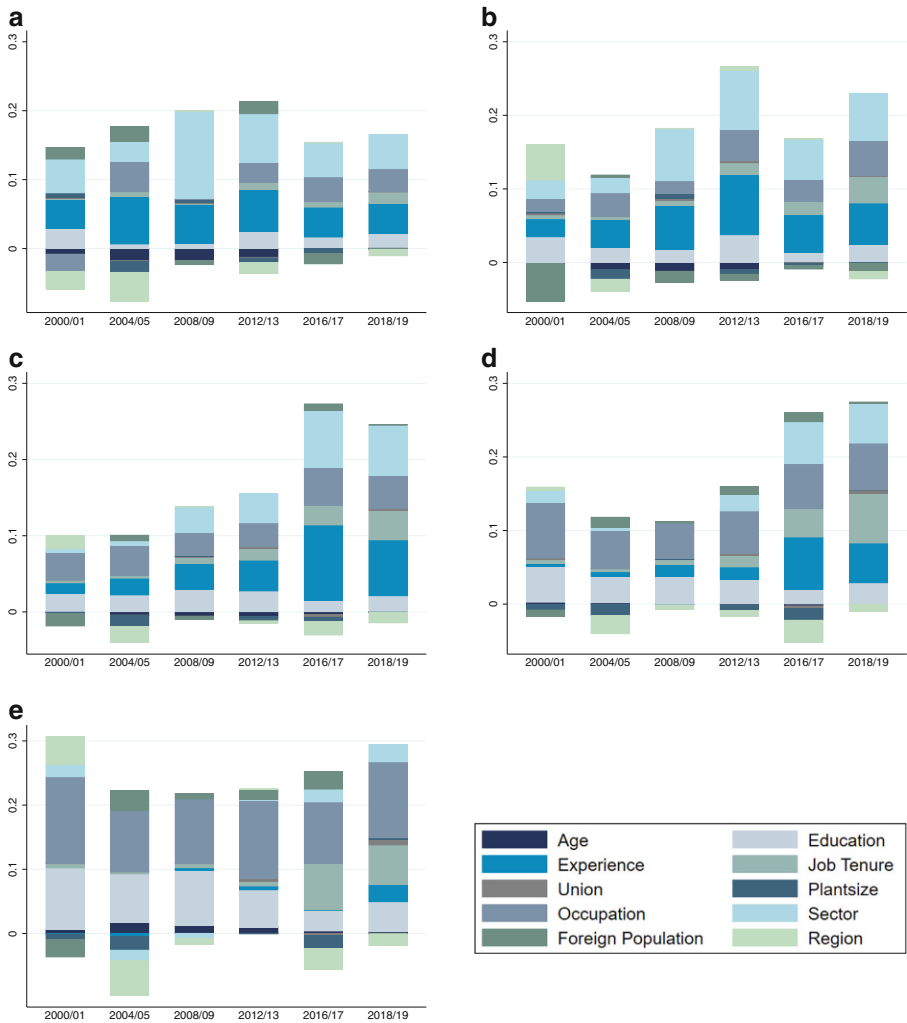 a
0.3
0.2
0.1
0
2000/01 2004/05 2008/09 2012/13 2016/17 2018/19
b
0.3
0.2
0.1
0
2000/01 2004/05 2008/09 2012/13 2016/17 2018/19
c
0.3
0.2
0.1
0
2000/01 2004/05 2008/09 2012/13 2016/17 2018/19
d
0.3
0.2
0.1
0
2000/01 2004/05 2008/09 2012/13 2016/17 2018/19
e
0.3
0.2
0.1
0
2000/01 2004/05 2008/09 2012/13 2016/17 2018/19
Age Education
Experience Job Tenure
Union Plantsize
Occupation Sector
Foreign Population Region